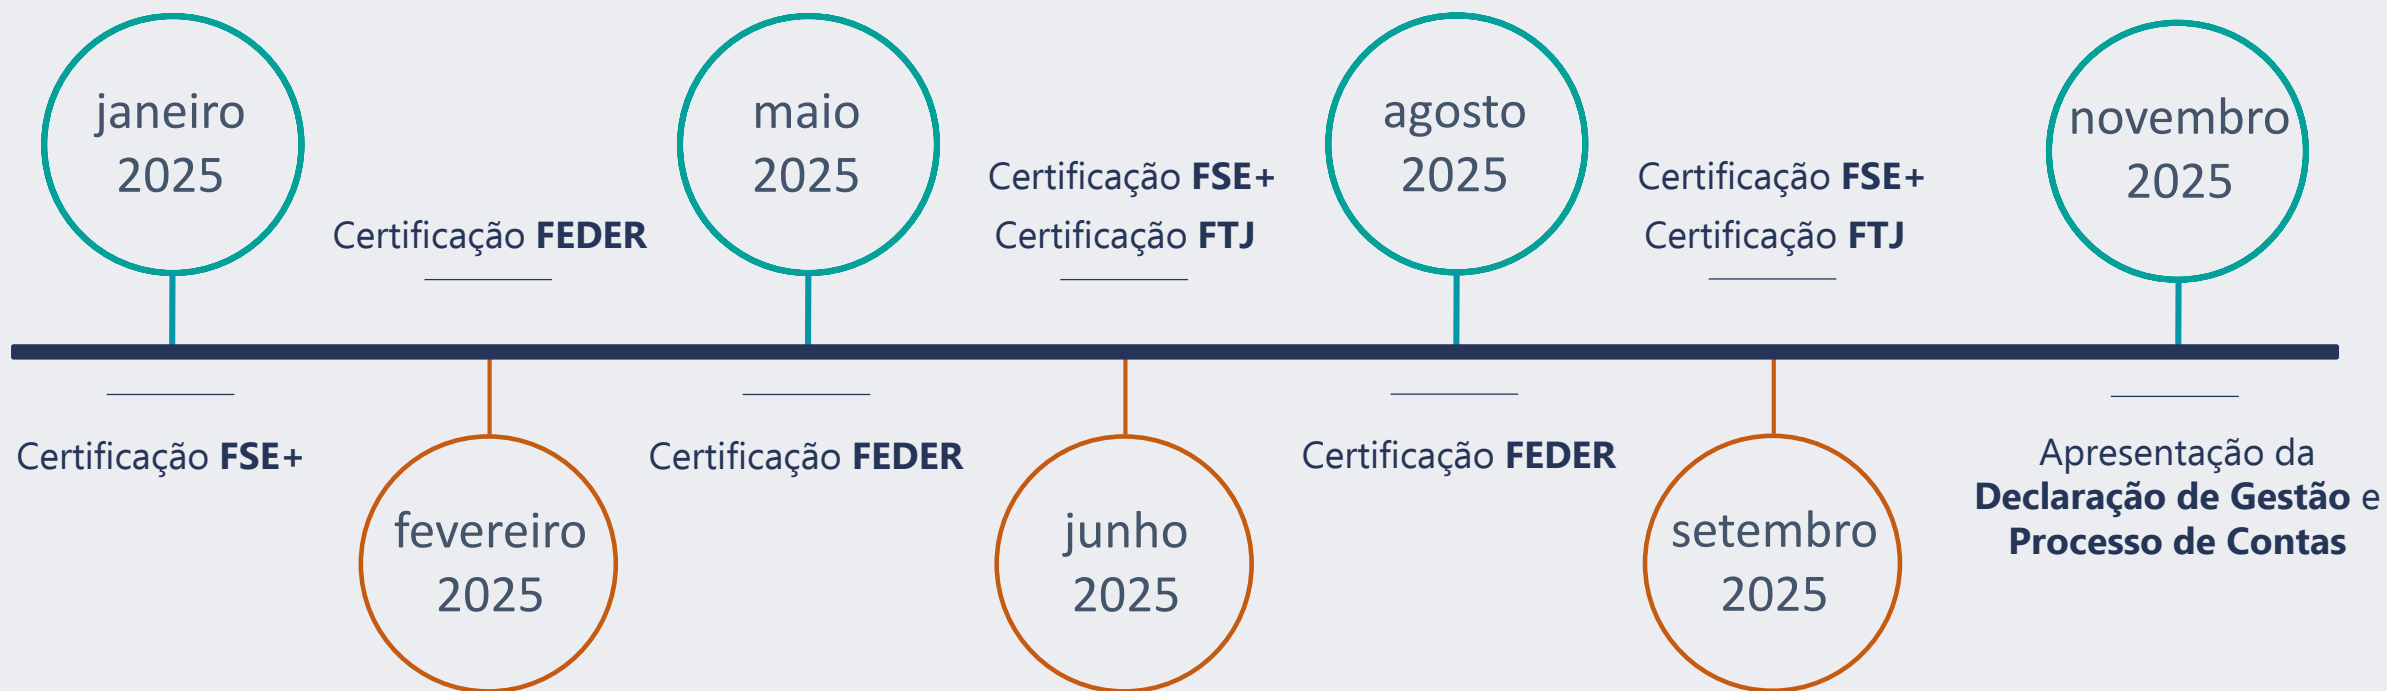 janeiro
2025
Certificação FSE+
Certificação FEDER
fevereiro
2025
maio
2025
Certificação FEDER
Certificação FSE+
Certificação FTJ
junho
2025
agosto
2025
Certificação FEDER
Certificação FSE+
Certificação FTJ
setembro
2025
novembro
2025
Apresentação da
Declaração de Gestão e
Processo de Contas